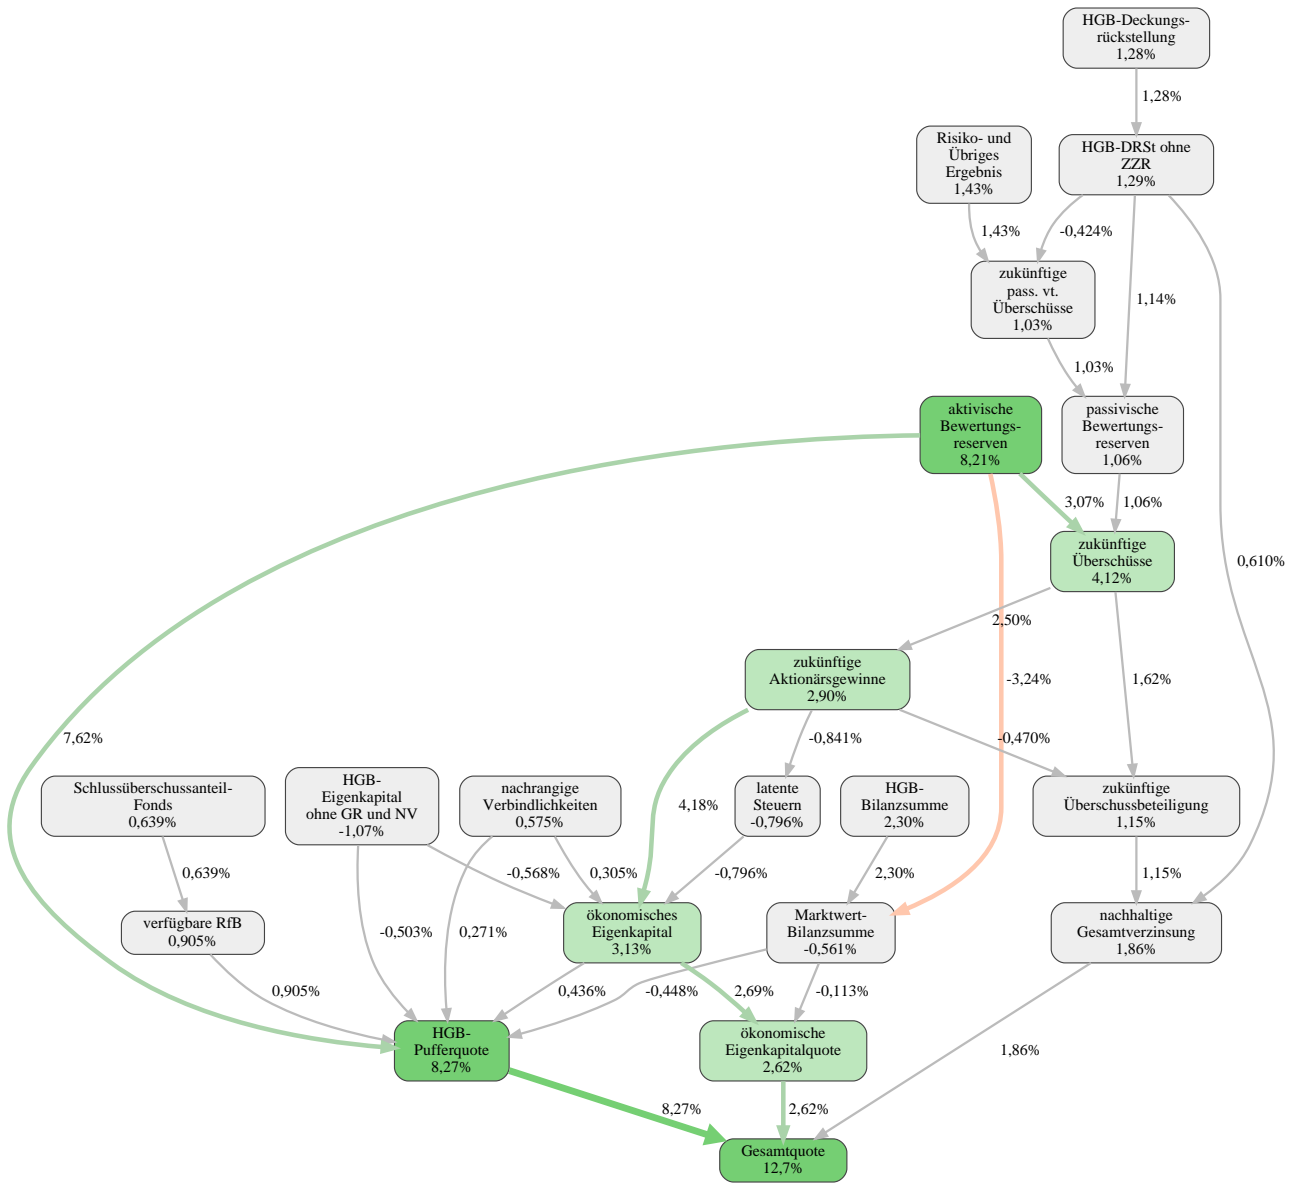 HGB-Deckungs-
rückstellung
1,28%
1,28%
Risiko- und
Übriges
Ergebnis
1,43%
HGB-DRSt ohne
ZZR
1,29%
1,43%
-0,424%
zukünftige
pass. vt.
Überschüsse
1,03%
1,14%
1,03%
aktivische
Bewertungs-
reserven
8,21%
passivische
Bewertungs-
reserven
1,06%
3,07%
1,06%
zukünftige
Überschüsse
4,12%
0,610%
2,50%
zukünftige
Aktionärsgewinne
2,90%
-3,24%
1,62%
7,62%
-0,841%
-0,470%
Schlussüberschussanteil-
Fonds
0,639%
HGB-
Eigenkapital
ohne GR und NV
-1,07%
nachrangige
Verbindlichkeiten
0,575%
4,18%
latente
Steuern
-0,796%
HGB-
Bilanzsumme
2,30%
zukünftige
Überschussbeteiligung
1,15%
0,639%
-0,568%
0,305%
-0,796%
2,30%
1,15%
verfügbare RfB
0,905%
-0,503%
0,271%
ökonomisches
Eigenkapital
3,13%
Marktwert-
Bilanzsumme
-0,561%
nachhaltige
Gesamtverzinsung
1,86%
0,905%
0,436%
-0,448%
2,69%
-0,113%
HGB-
Pufferquote
8,27%
ökonomische
Eigenkapitalquote
2,62%
1,86%
8,27%
2,62%
Gesamtquote
12,7%